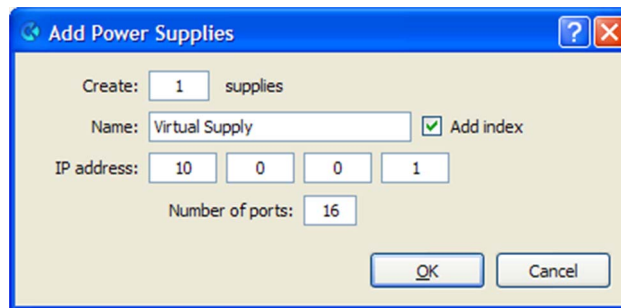 Add Power Supplies ?
Create: 1 supplies
Name: Virtual Supply Add index
IP address: 10 0 0 1
Number of ports: 16
OK Cancel